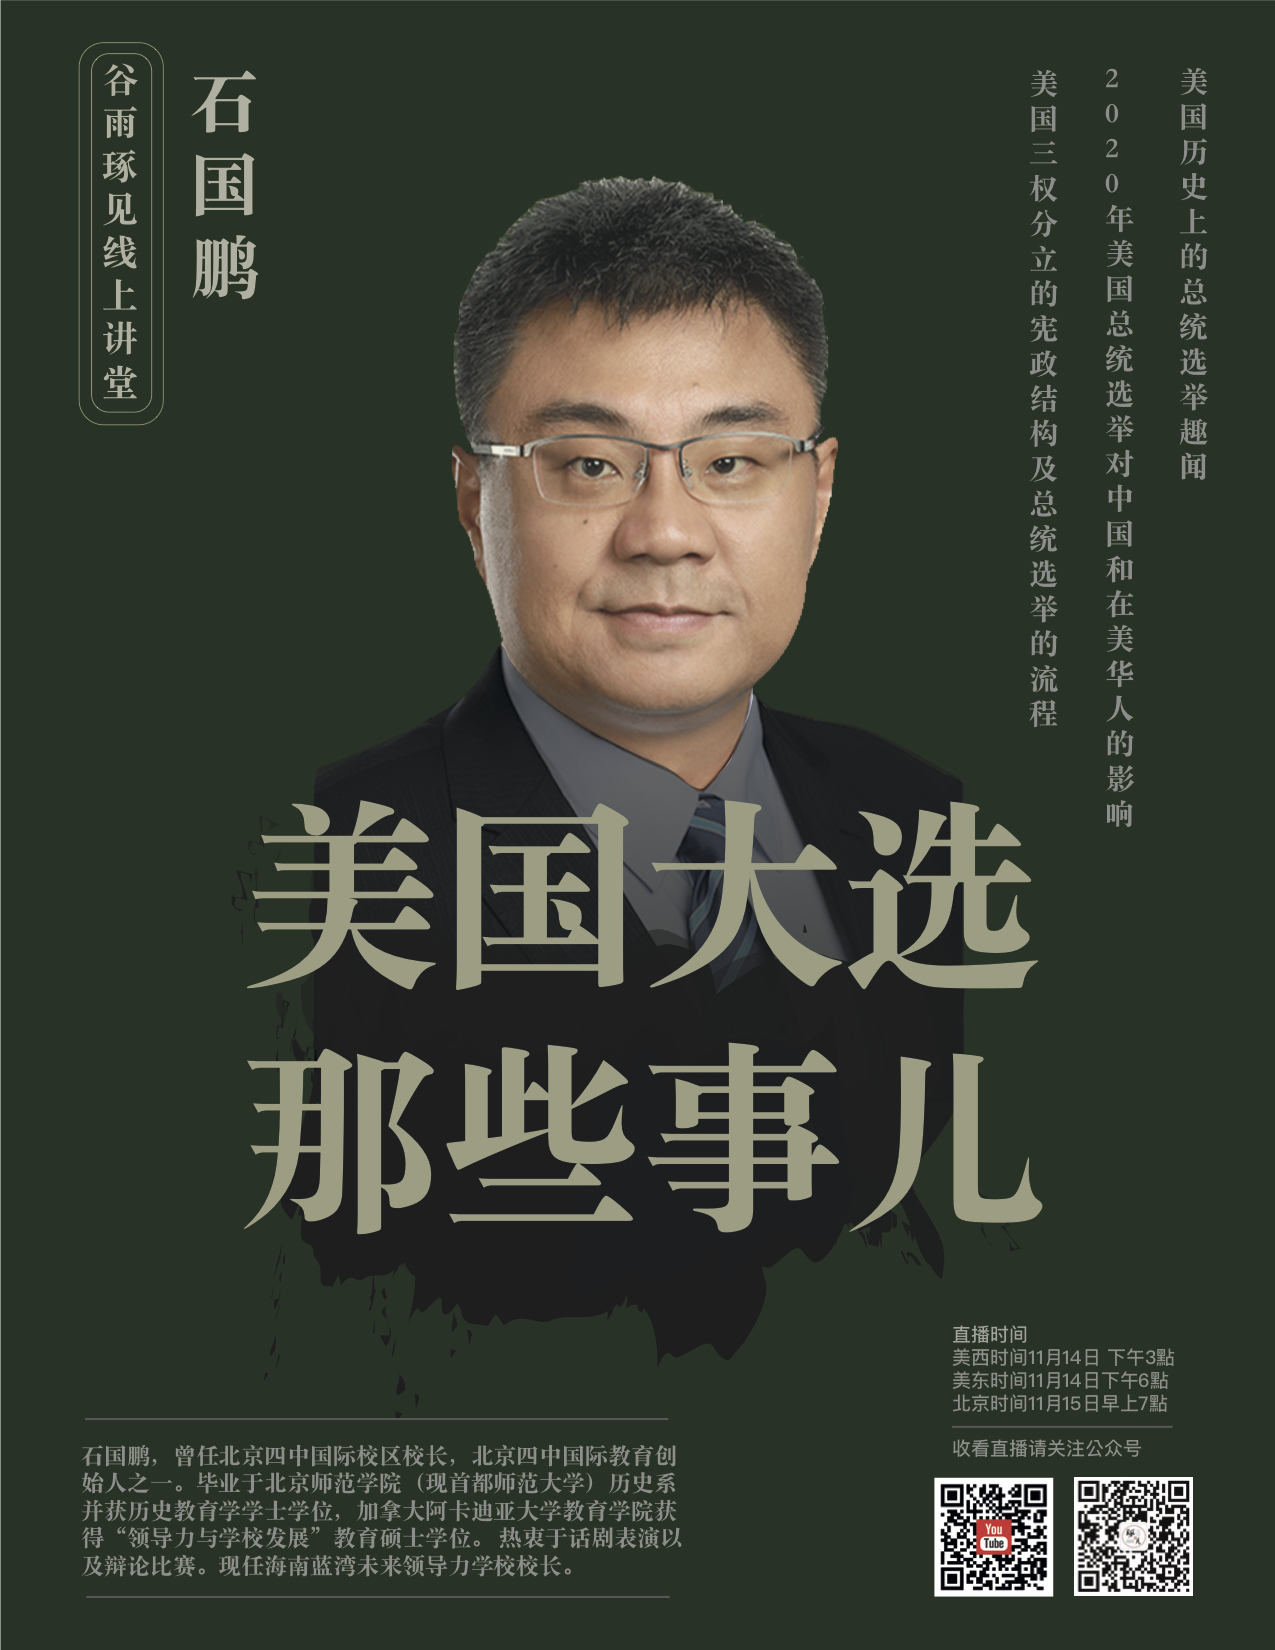 谷雨琢见线上讲堂
石国鹏
美国历史上的总统选举趣闻
2020年美国总统选举对中国和在美华人的影响
美国三权分立的宪政结构及总统选举的流程
美国大选
那些事儿
直播时间
美西时间11月14日 下午3點
美东时间11月14日下午6點
北京时间11月15日早上7點
收看直播请关注公众号
You
Tube
石国鹏，曾任北京四中国际校区校长，北京四中国际教育创
始人之一。毕业于北京师范学院（现首都师范大学）历史系
并获历史教育学学士学位，加拿大阿卡迪亚大学教育学院获
得“领导力与学校发展”教育硕士学位。 热衷于话剧表演以
及辩论比赛。现任海南蓝湾未来领导力学校校长。